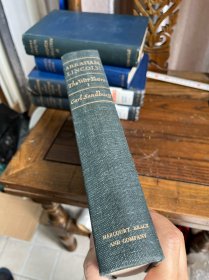 ABRAHAM
LINCOLN
The War Years
I
Carl Sandburg
HARCOURT, BRACE
AND COMPANY